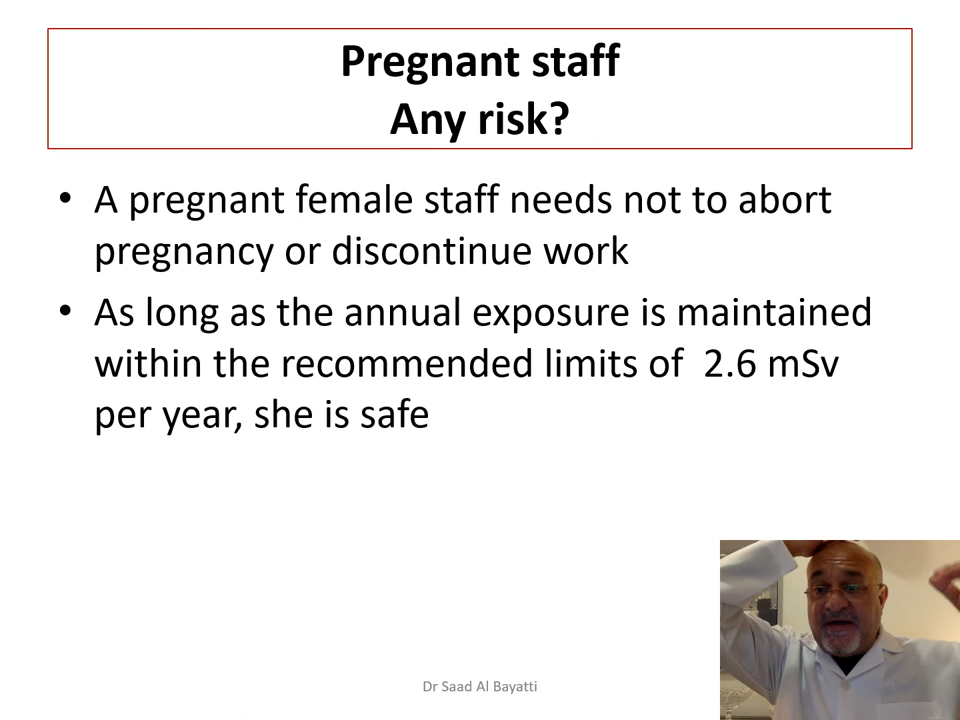 Pregnant staff
Any risk?
• A pregnant female staff needs not to abort
pregnancy or discontinue work
• As long as the annual exposure is maintained
within the recommended limits of  2.6 mSv
per year, she is safe
Dr Saad Al Bayatti